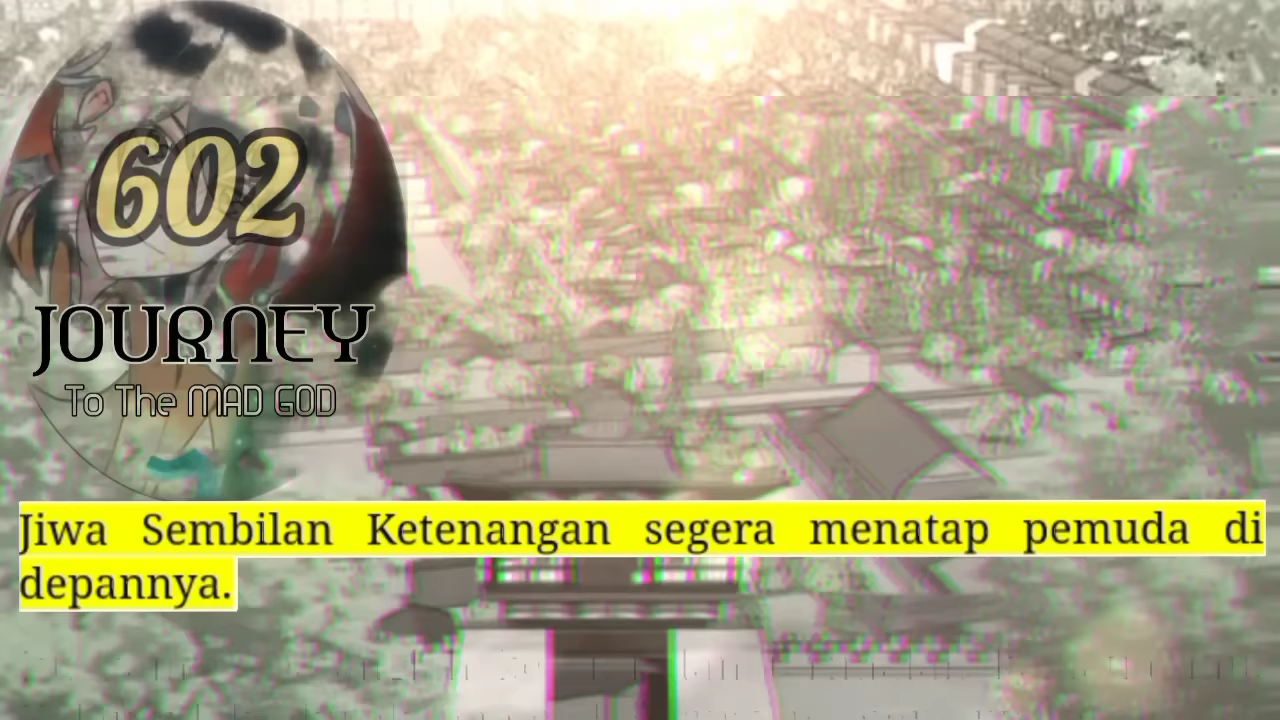 602
JOURNEY
To The MAD GOD
Jiwa Sembilan Ketenangan segera menatap pemuda di
depannya.